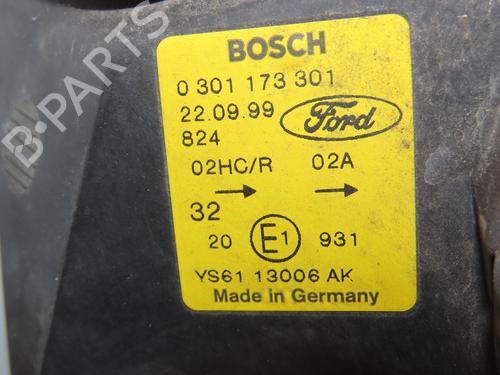 BOSCH
0 301 173 301
22.09.99
Ford
824
02HC/R 02A
→ →
32
20 E1 931
YS61 13006 AK
Made in Germany
B-PARTS